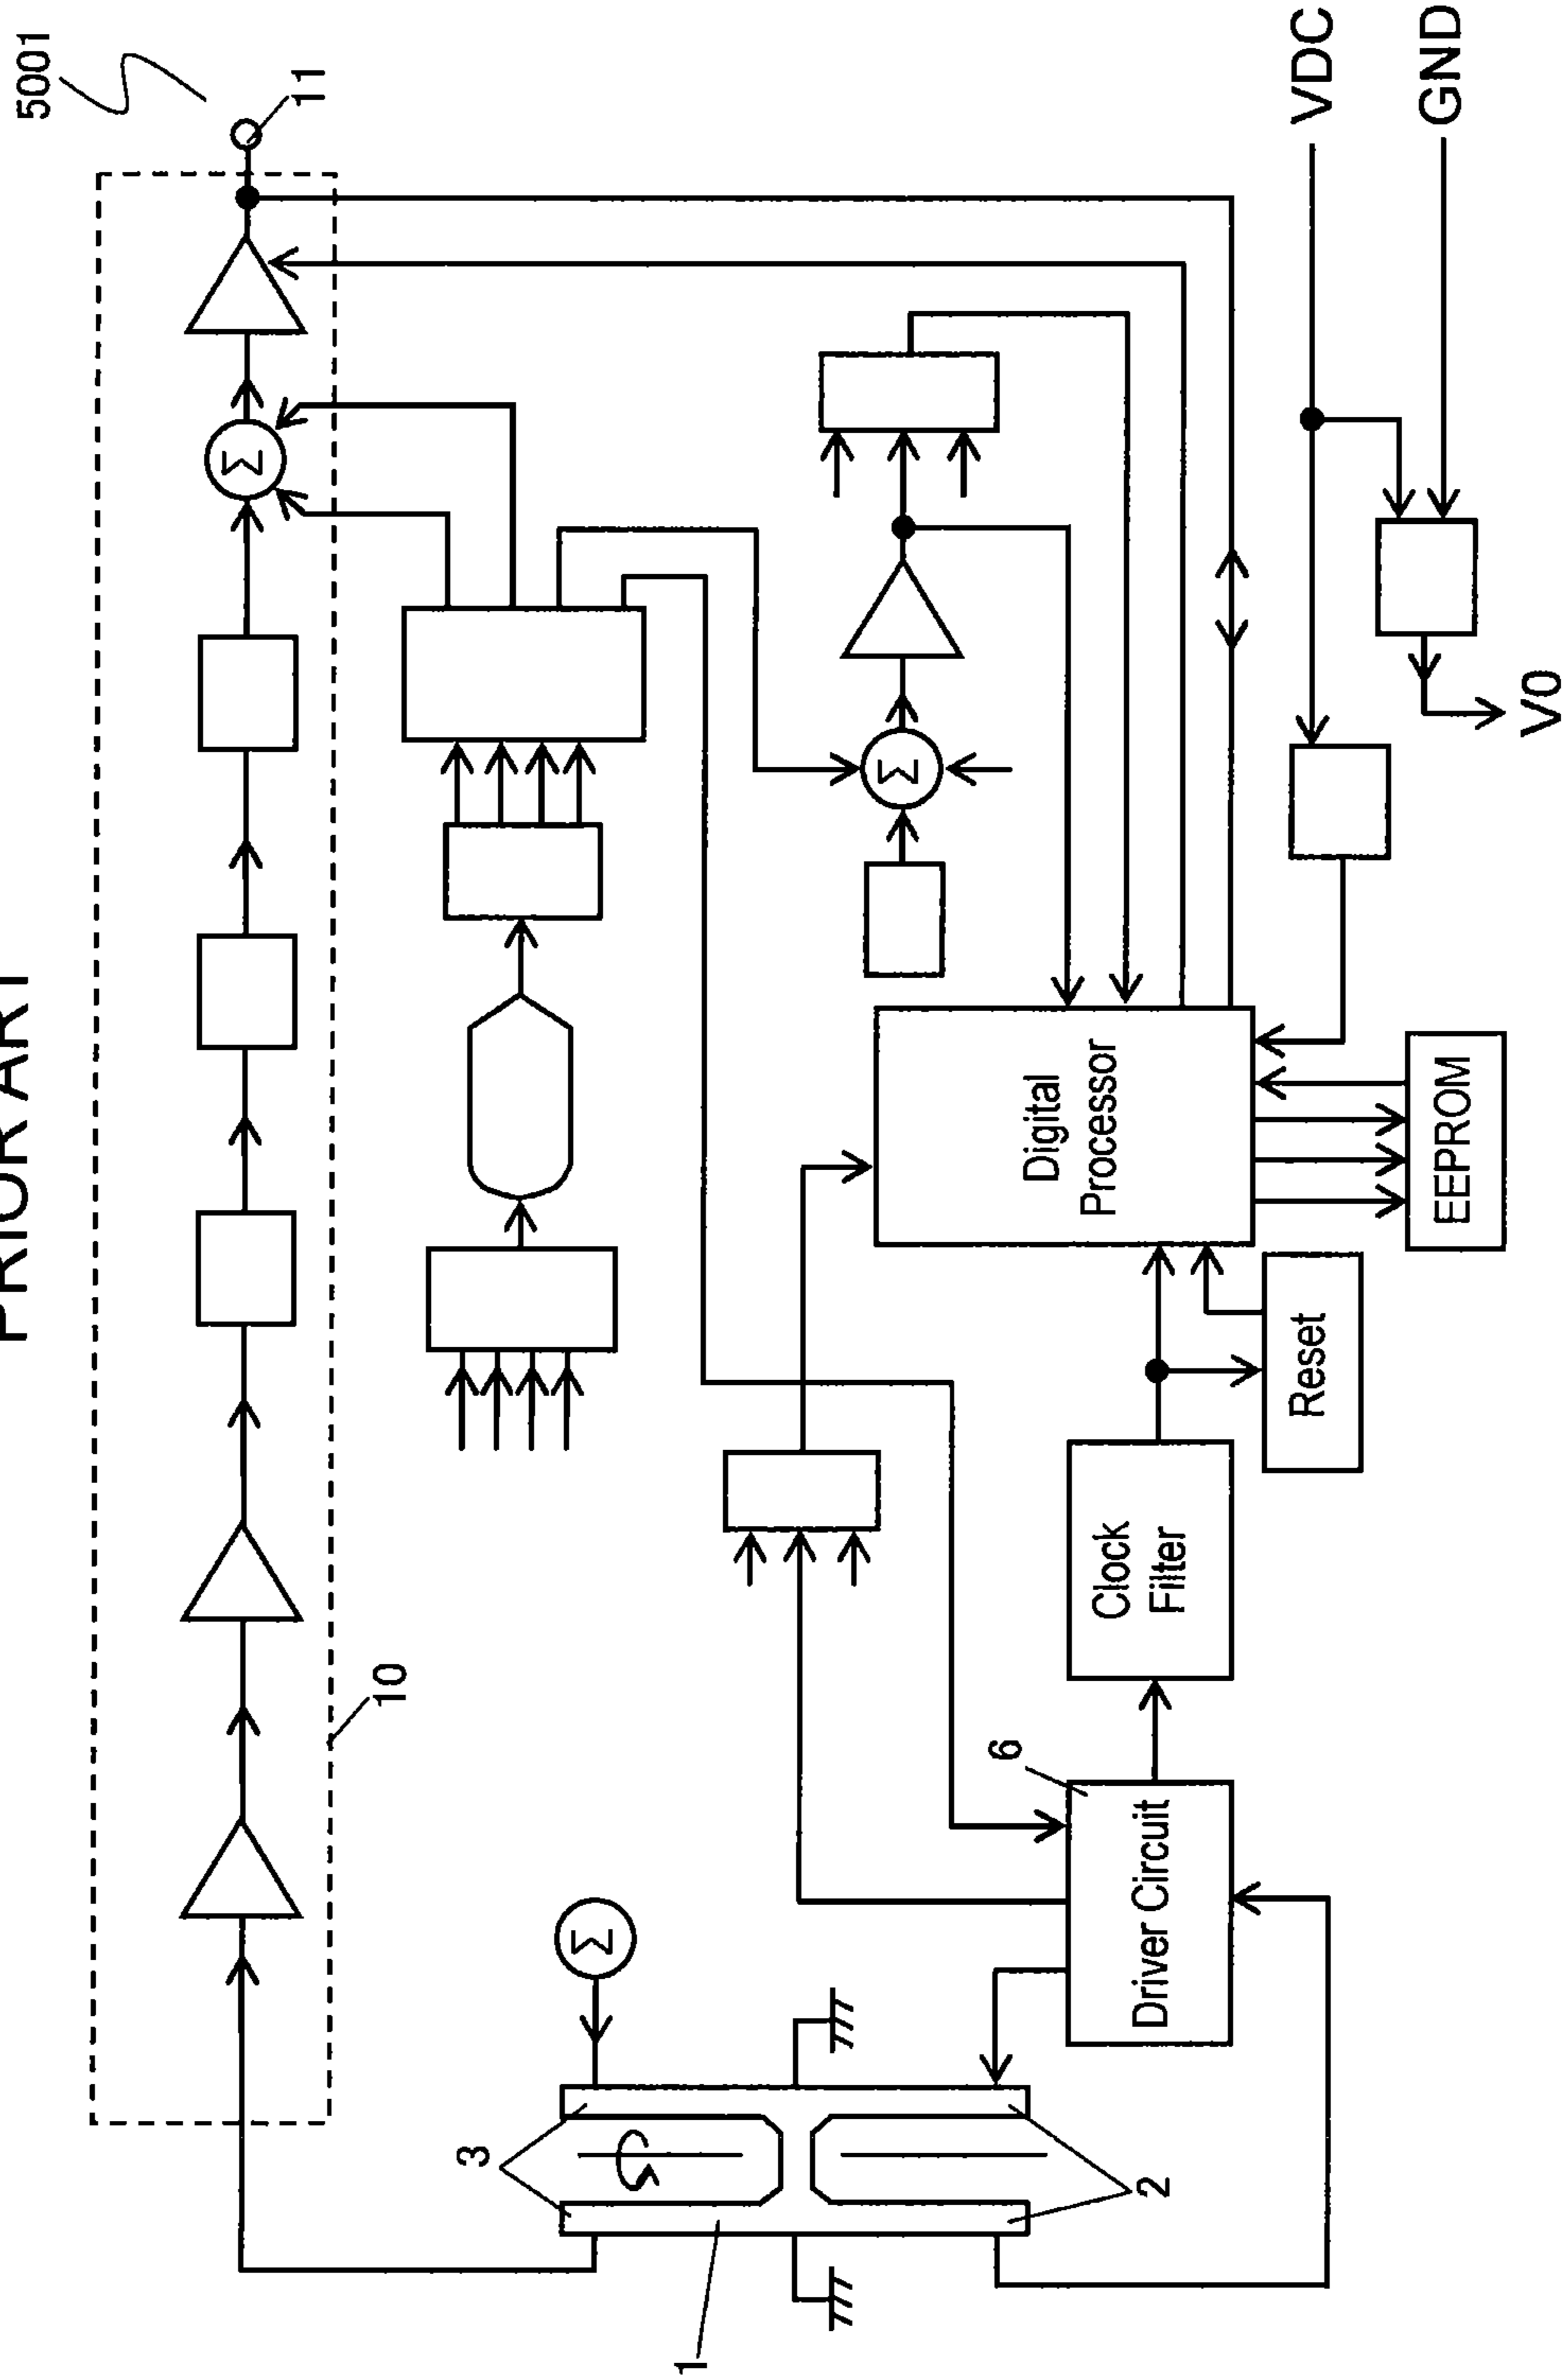 PRIOR ART
5001
11
Σ
10
Σ
Σ
3
1
2
6
Driver Circuit
Clock
Filter
Reset
Digital
Processor
EEPROM
VDC
GND
V0